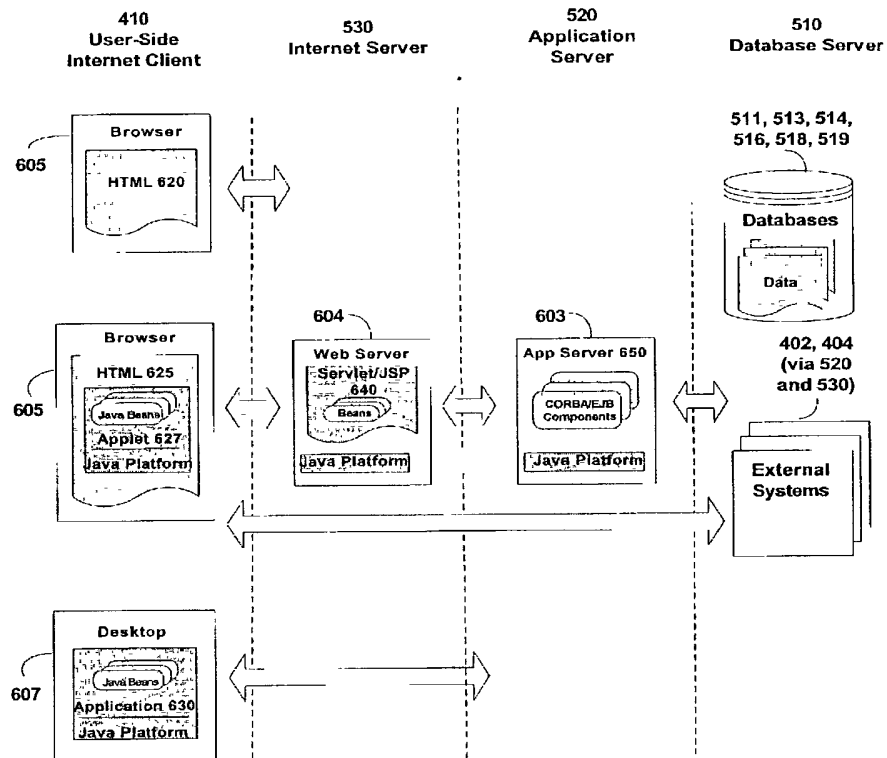 410
User-Side
Internet Client
530
Internet Server
520
Application
Server
510
Database Server
605
Browser
HTML 620
511, 513, 514,
516, 518, 519
Databases
Data
605
Browser
HTML 625
Java Beans
Applet 627
Java Platform
604
Web Server
Servlet/JSP
640
Beans
Java Platform
603
App Server 650
CORBA/EJB
Components
Java Platform
402, 404
(via 520
and 530)
External
Systems
607
Desktop
Java Beans
Application 630
Java Platform